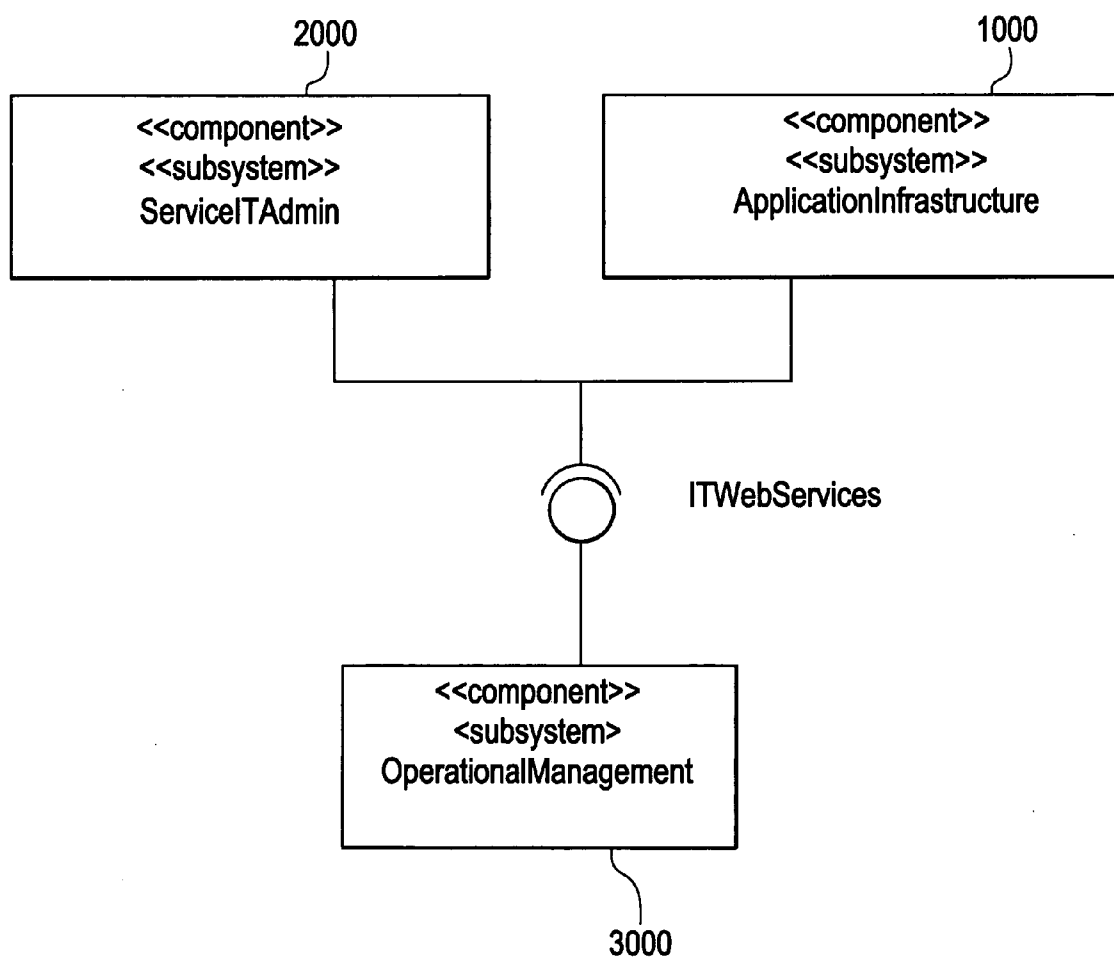 2000
1000
<<component>>
<<subsystem>>
ServiceITAdmin
<<component>>
<<subsystem>>
ApplicationInfrastructure
ITWebServices
<<component>>
<subsystem>
OperationalManagement
3000